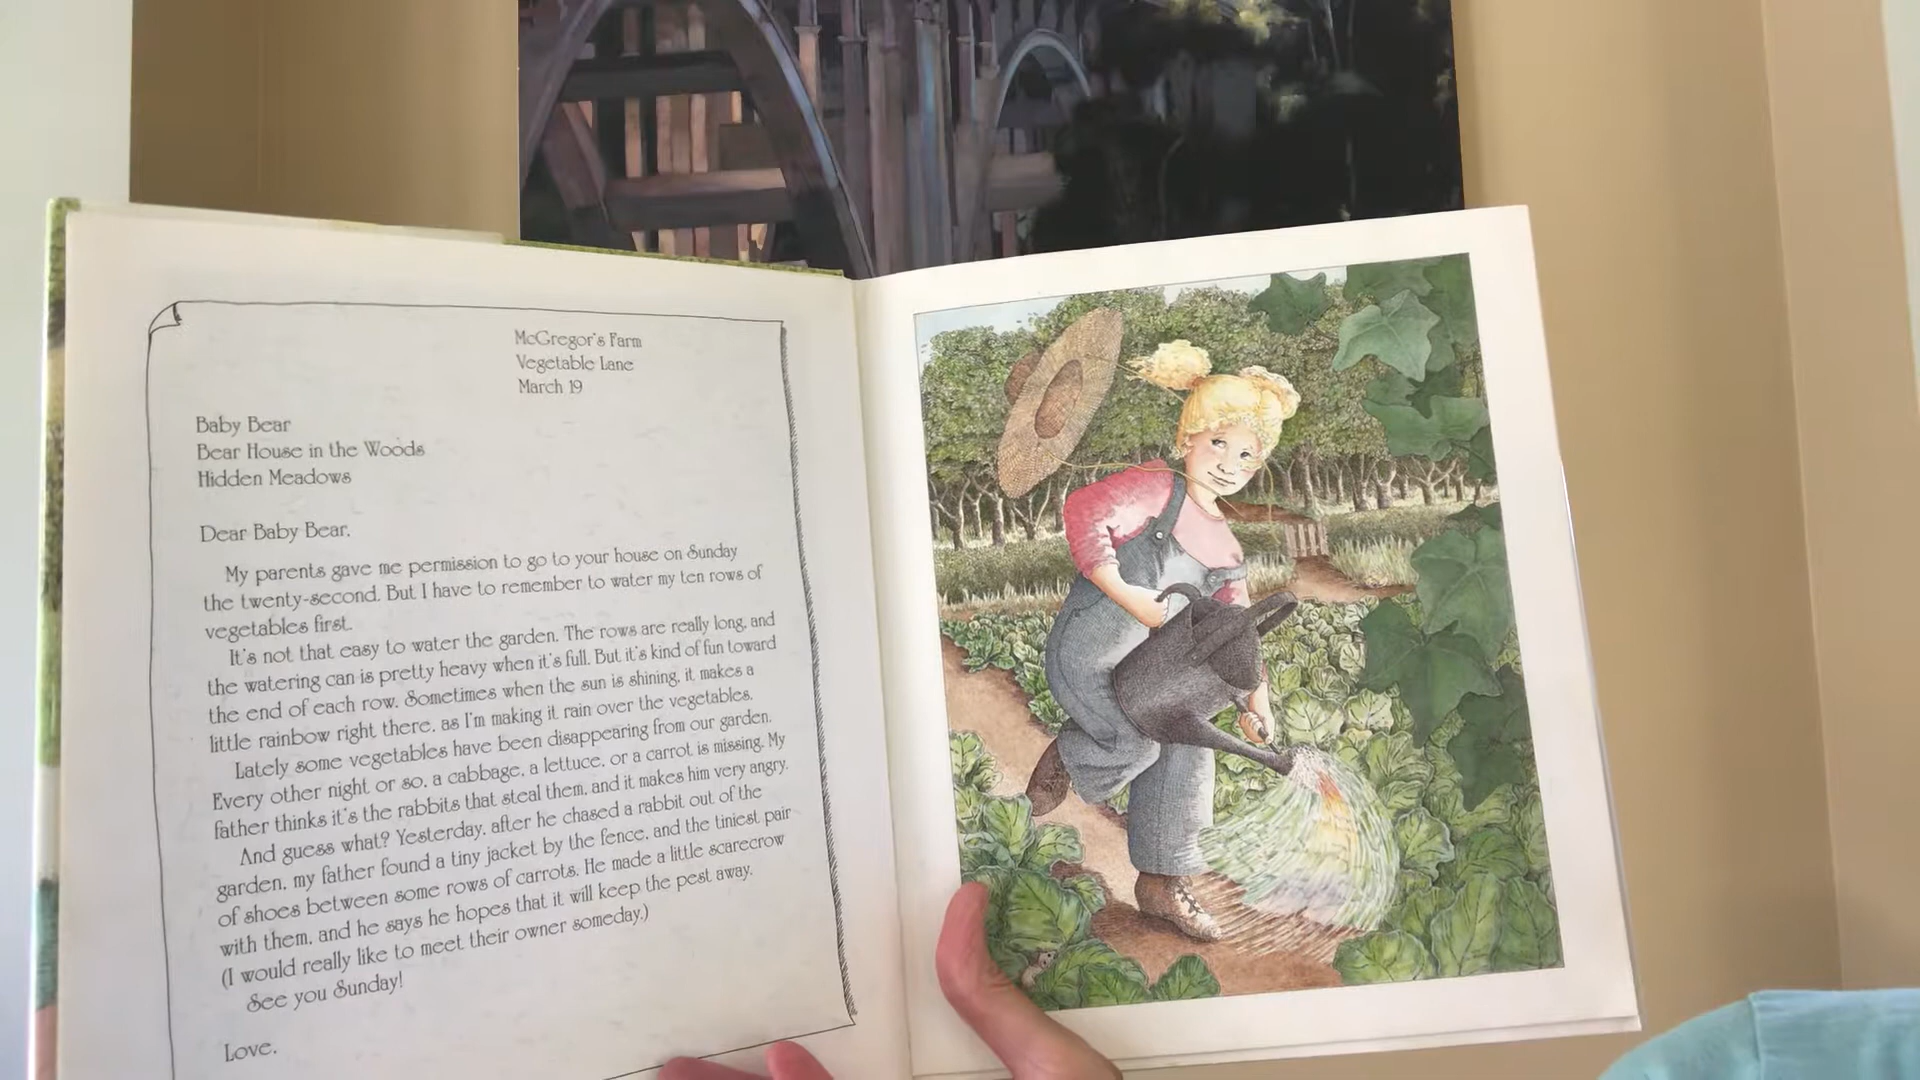 McGregor's Farm
Vegetable Lane
March 19
Baby Bear
Bear House in the Woods
Hidden Meadows
Dear Baby Bear,
My parents gave me permission to go to your house on Sunday
the twenty-second. But I have to remember to water my ten rows of
vegetables first.
It's not that easy to water the garden. The rows are really long, and
the watering can is pretty heavy when it's full. But it's kind of fun toward
the end of each row. Sometimes when the sun is shining, it makes a
little rainbow right there, as I'm making it rain over the vegetables.
Lately some vegetables have been disappearing from our garden.
Every other night or so, a cabbage, a lettuce, or a carrot is missing. My
father thinks it's the rabbits that steal them, and it makes him very angry.
And guess what? Yesterday, after he chased a rabbit out of the
garden, my father found a tiny jacket by the fence, and the tiniest pair
of shoes between some rows of carrots. He made a little scarecrow
with them, and he says he hopes that it will keep the pest away.
(I would really like to meet their owner someday.)
See you Sunday!
Love,